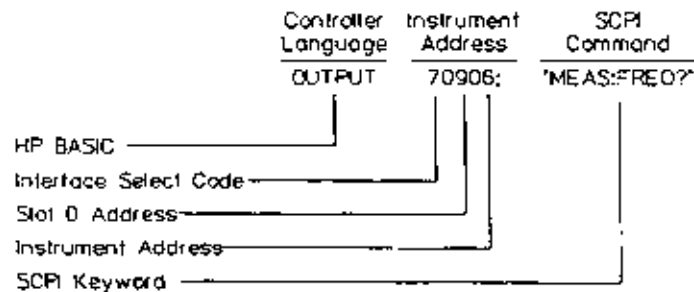 Controller Instrument SCPI
Language Address Command
OUTPUT 70906; "MEAS:FREQ?"
HP BASIC
Interface Select Code
Slot 0 Address
Instrument Address
SCPI Keyword